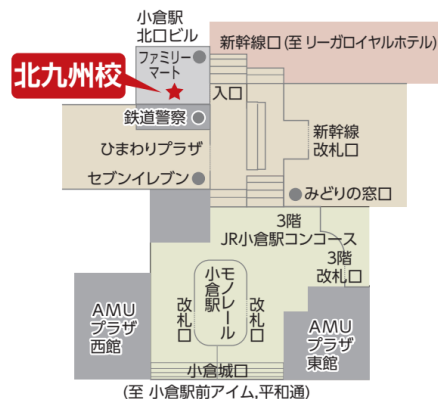 小倉駅
北口ビル
新幹線口(至 リーガロイヤルホテル)
ファミリー
マート
北九州校
入口
鉄道警察
新幹線
改札口
ひまわりプラザ
セブンイレブン
みどりの窓口
3階
JR小倉駅コンコース
3階
改札口
モノレール
小倉駅
改札口
改札口
AMU
プラザ
西館
AMU
プラザ
東館
小倉城口
(至 小倉駅前アイム,平和通)